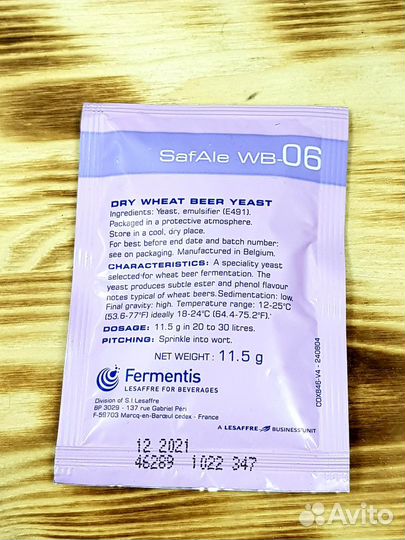 SafAle WB-06
DRY WHEAT BEER YEAST
Ingredients: Yeast, emulsifier (E491).
Packaged in a protective atmosphere.
Store in a cool, dry place.
For best before end date and batch number:
see on packaging. Manufactured in Belgium.
CHARACTERISTICS: A speciality yeast
selected for wheat beer fermentation. The
yeast produces subtle ester and phenol flavour
notes typical of wheat beers. Sedimentation: low.
Final gravity: high. Temperature range: 12-25°C
(53.6-77°F) ideally 18-24°C (64.4-75.2F).
DOSAGE: 11.5 g in 20 to 30 litres.
PITCHING: Sprinkle into wort.
NET WEIGHT: 11.5 g
Fermentis
LESAFFRE FOR BEVERAGES
Division of S.I.Lesaffre
BP 3029 - 137 rue Gabriel Péri
F-59703 Marcq-en-Barœul cedex - France
A LESAFFRE BUSINESS UNIT
CDX846-V4 - 240804
12 2021
46289 1022 347
Avito